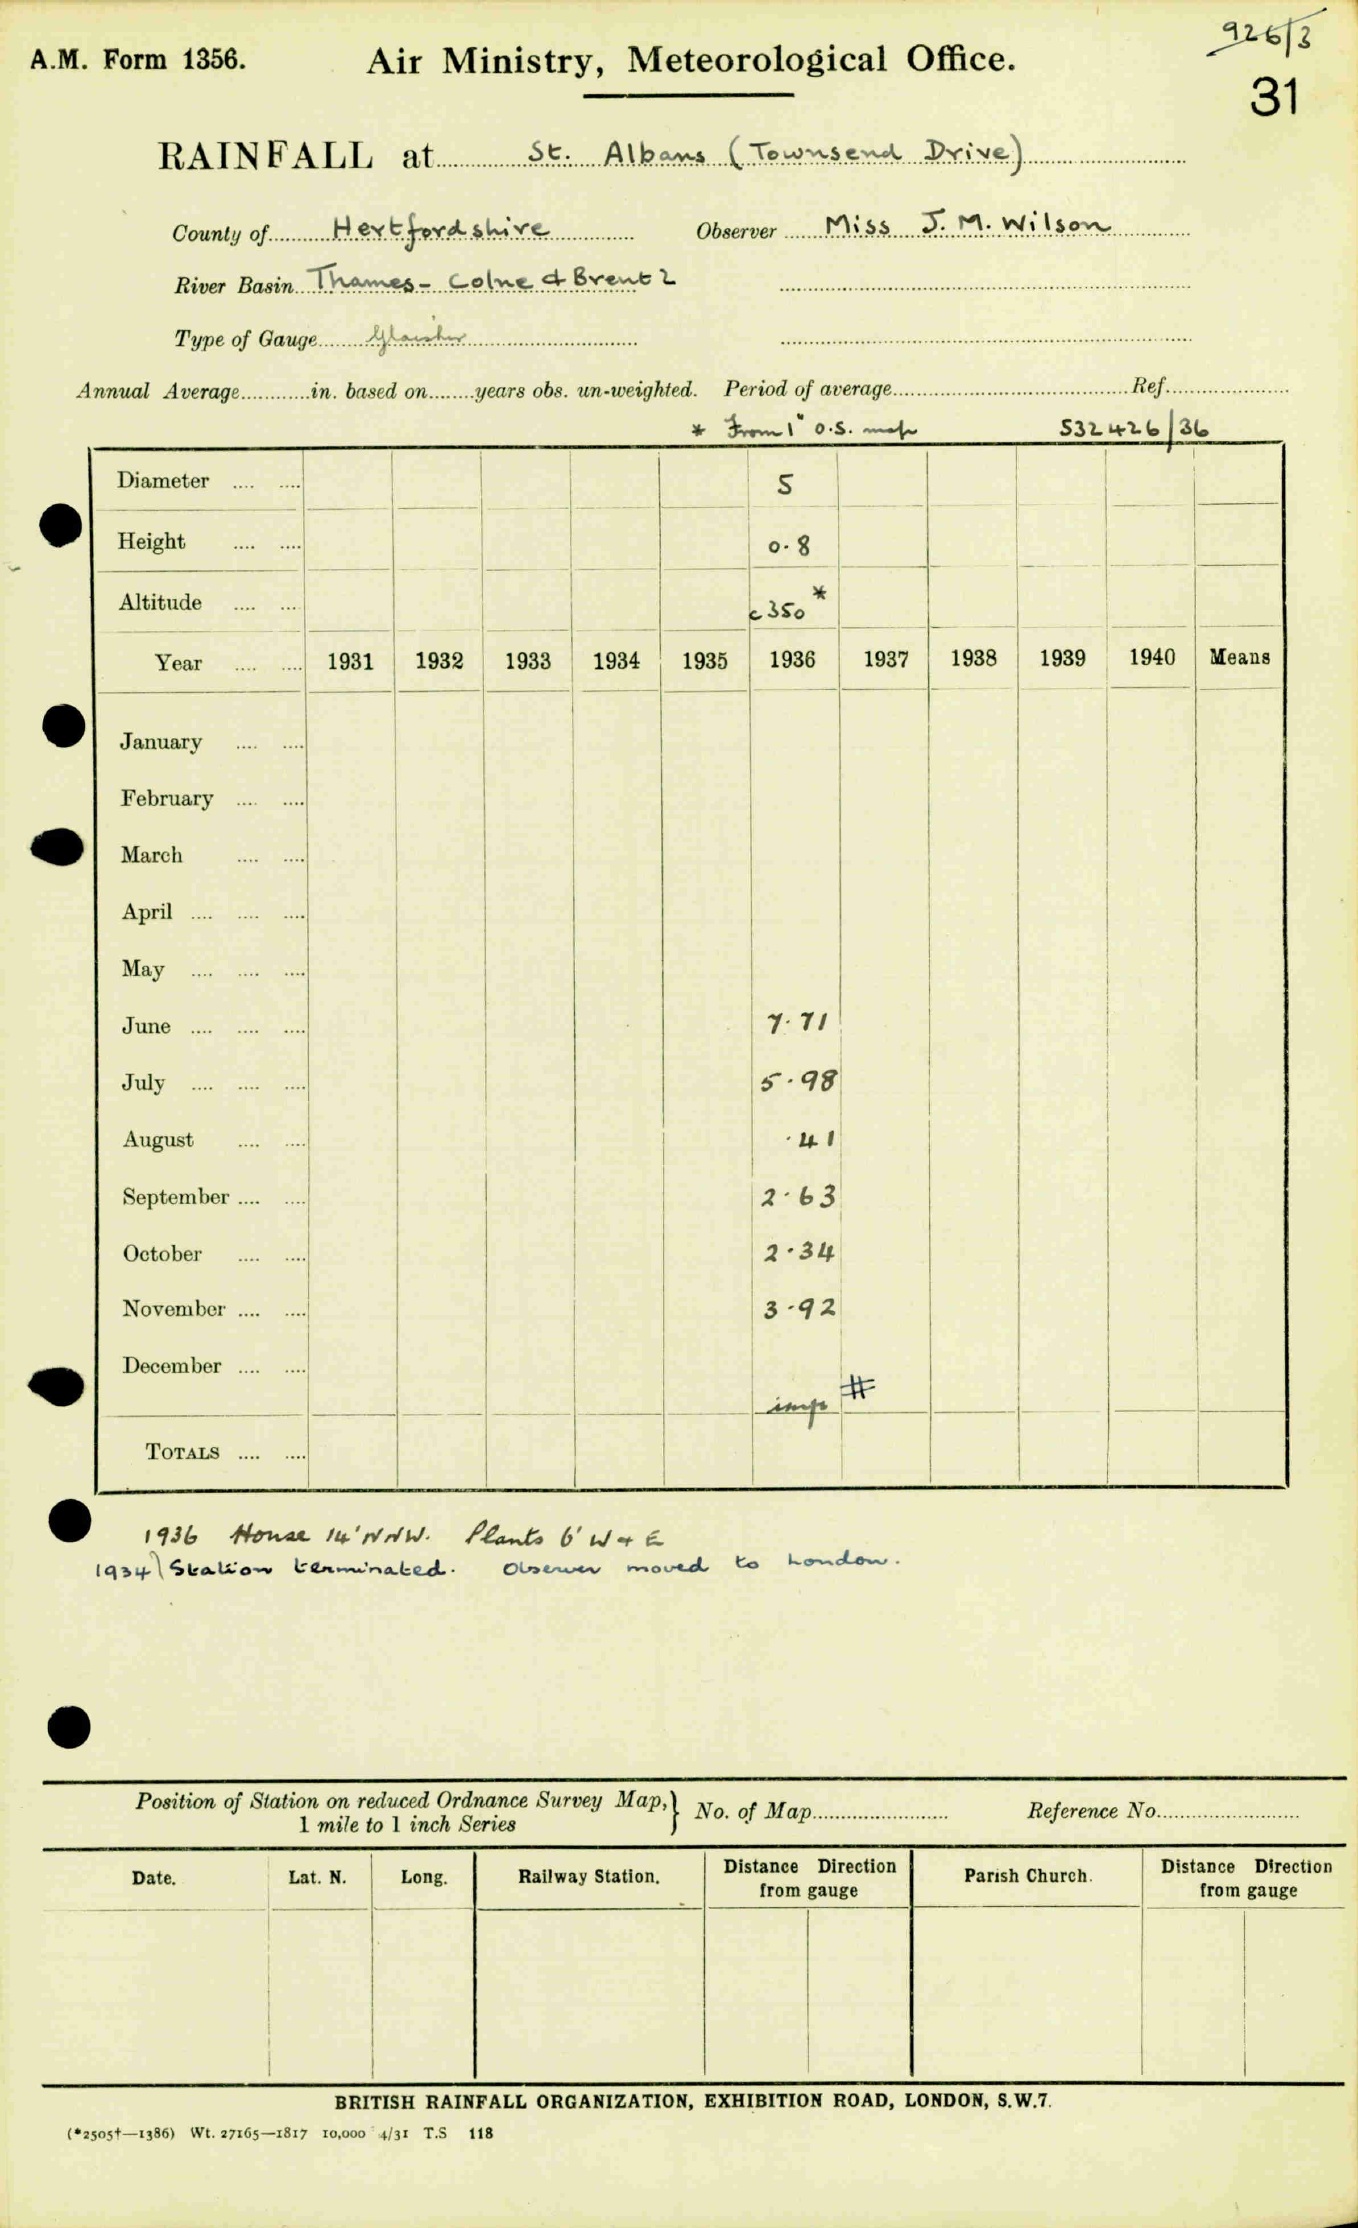 926/3
A.M. Form 1356. Air Ministry, Meteorological Office.
31
RAINFALL at St. Albans (Townsend Drive)
County of Hertfordshire Observer Miss J. M. Wilson
River Basin Thames - Colne & Brent 2
Type of Gauge Glaisher
Annual Average............in. based on........years obs. un-weighted. Period of average............Ref............
* From 1" O.S. map 532426/36
Diameter .... .... 5
Height .... .... 0.8
Altitude .... .... c350 *
Year .... .... 1931 1932 1933 1934 1935 1936 1937 1938 1939 1940 Means
January .... ....
February .... ....
March .... ....
April .... .... ....
May .... .... ....
June .... .... .... 7.71
July .... .... .... 5.98
August .... .... .41
September .... .... 2.63
October .... .... 2.34
November .... .... 3.92
December .... ....
imp #
TOTALS .... ....
1936 House 14' NNW. Plants 6' W & E
1934) Station terminated. Observer moved to London.
Position of Station on reduced Ordnance Survey Map,} No. of Map............ Reference No............
1 mile to 1 inch Series
Date. Lat. N. Long. Railway Station. Distance Direction from gauge Parish Church. Distance Direction from gauge
BRITISH RAINFALL ORGANIZATION, EXHIBITION ROAD, LONDON, S.W.7.
(*2505†—1386) Wt. 27165—1817 10,000 4/31 T.S 118